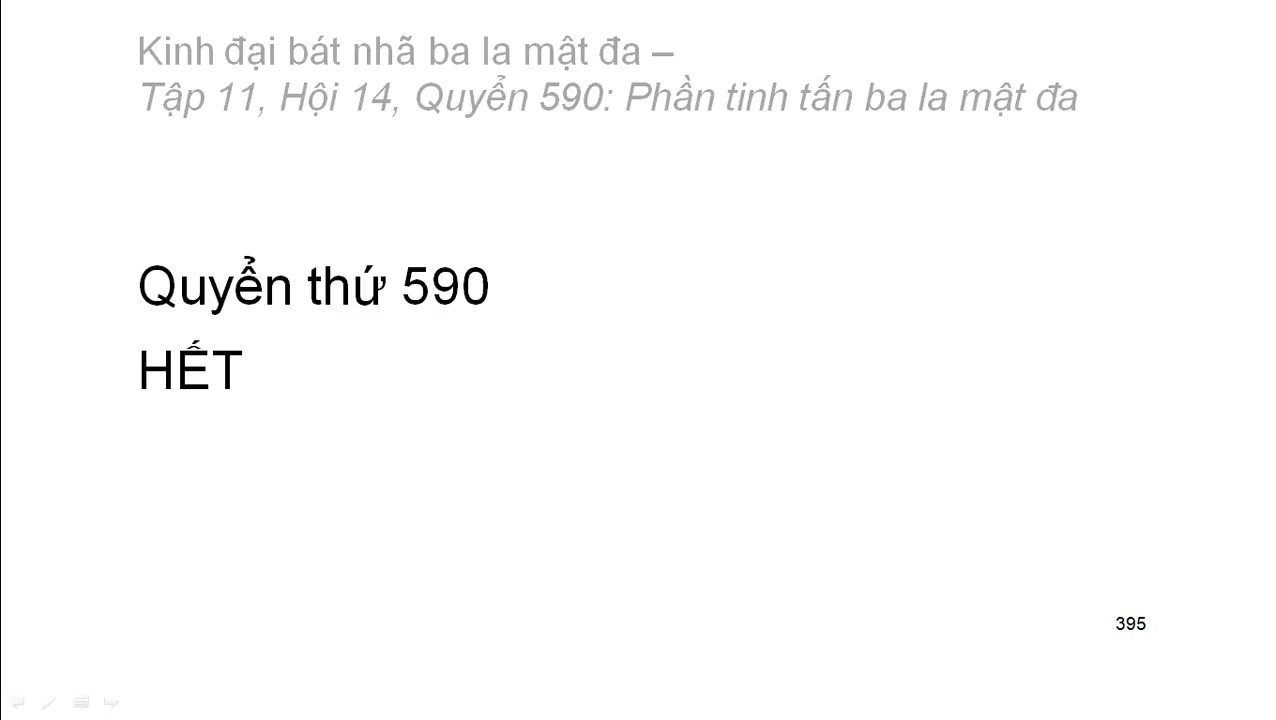 Kinh đại bát nhã ba la mật đa –
Tập 11, Hội 14, Quyển 590: Phần tinh tấn ba la mật đa
Quyển thứ 590
HẾT
395